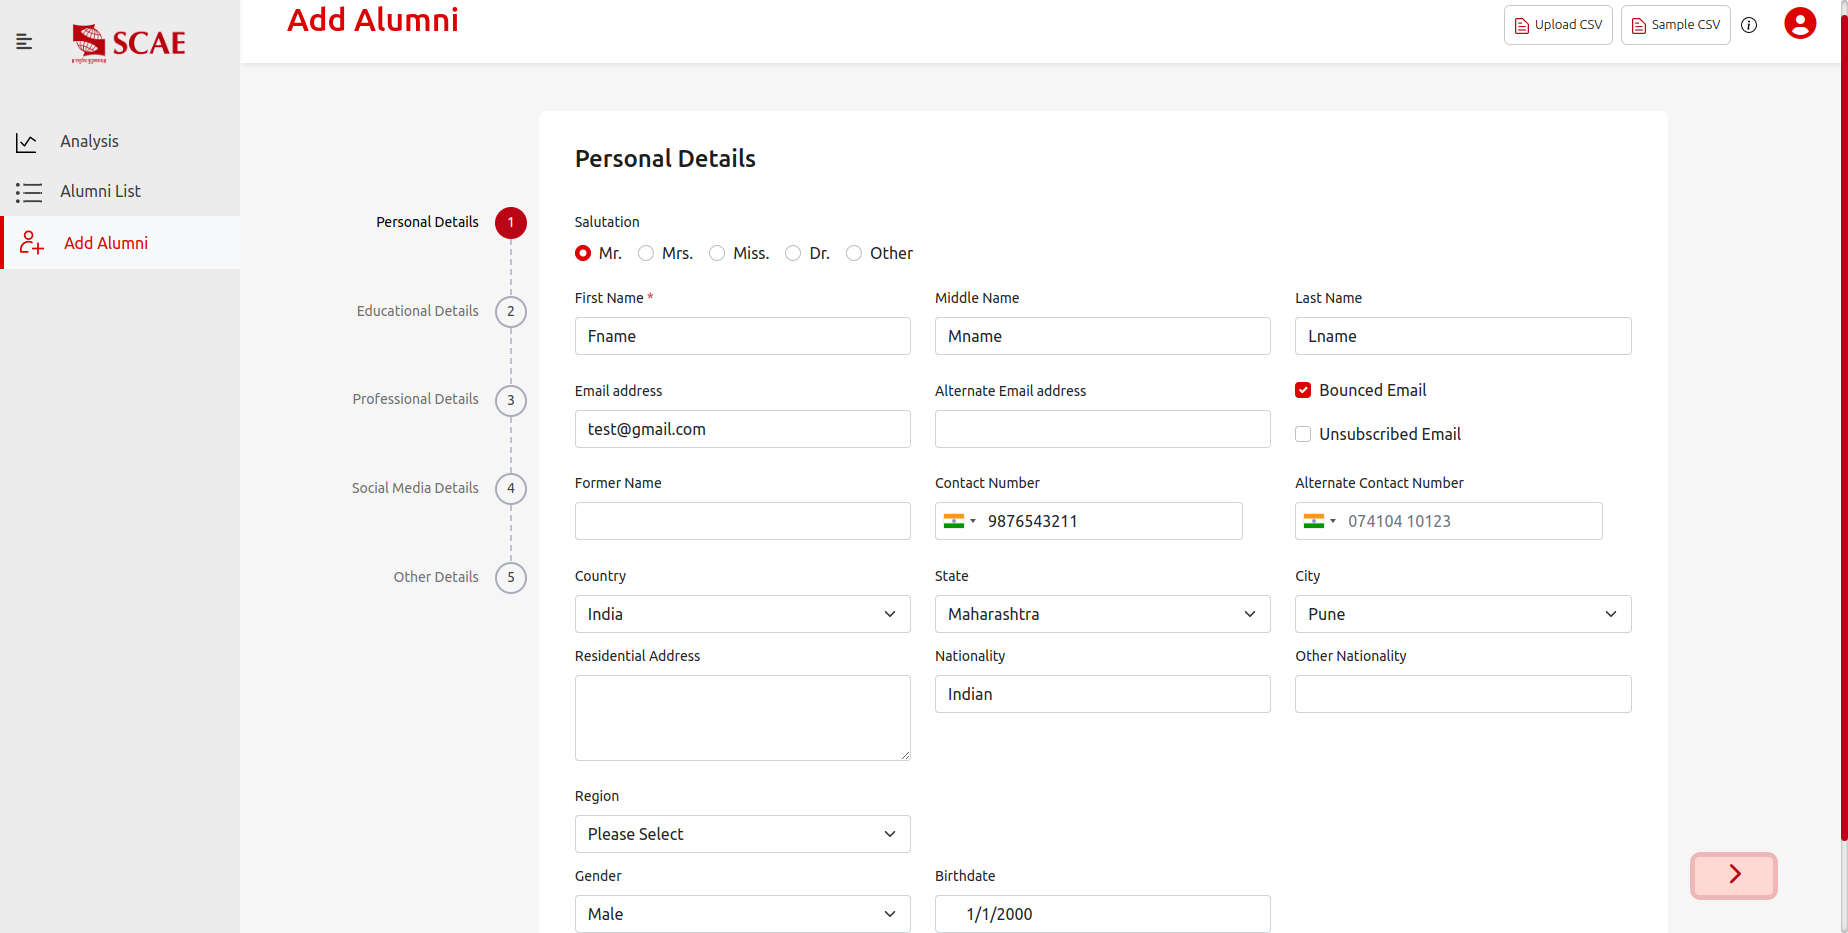 SCAE
Add Alumni
Upload CSV
Sample CSV
Analysis
Alumni List
Add Alumni
Personal Details 1
Educational Details 2
Professional Details 3
Social Media Details 4
Other Details 5
Personal Details
Salutation
Mr. Mrs. Miss. Dr. Other
First Name * Middle Name Last Name
Fname Mname Lname
Email address Alternate Email address Bounced Email
test@gmail.com Unsubscribed Email
Former Name Contact Number Alternate Contact Number
9876543211 074104 10123
Country State City
India Maharashtra Pune
Residential Address Nationality Other Nationality
Indian
Region
Please Select
Gender Birthdate
Male 1/1/2000